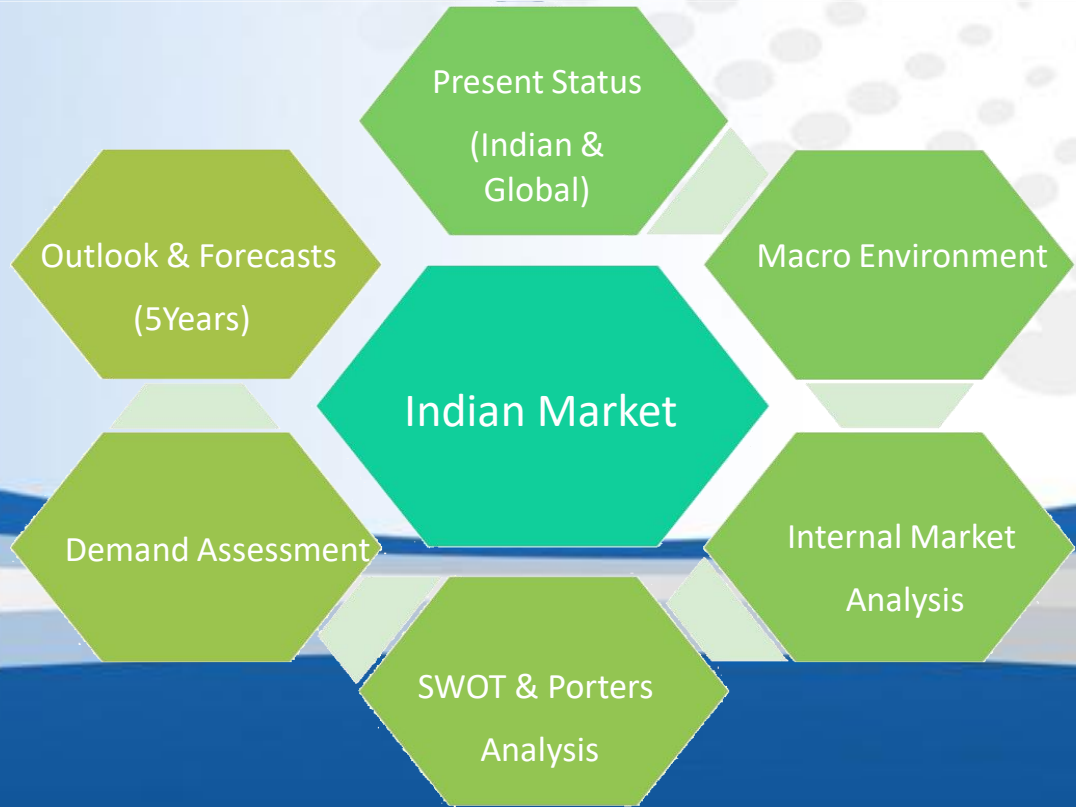 Present Status
(Indian &
Global)
Macro Environment
Internal Market
Analysis
SWOT & Porters
Analysis
Demand Assessment
Outlook & Forecasts
(5Years)
Indian Market